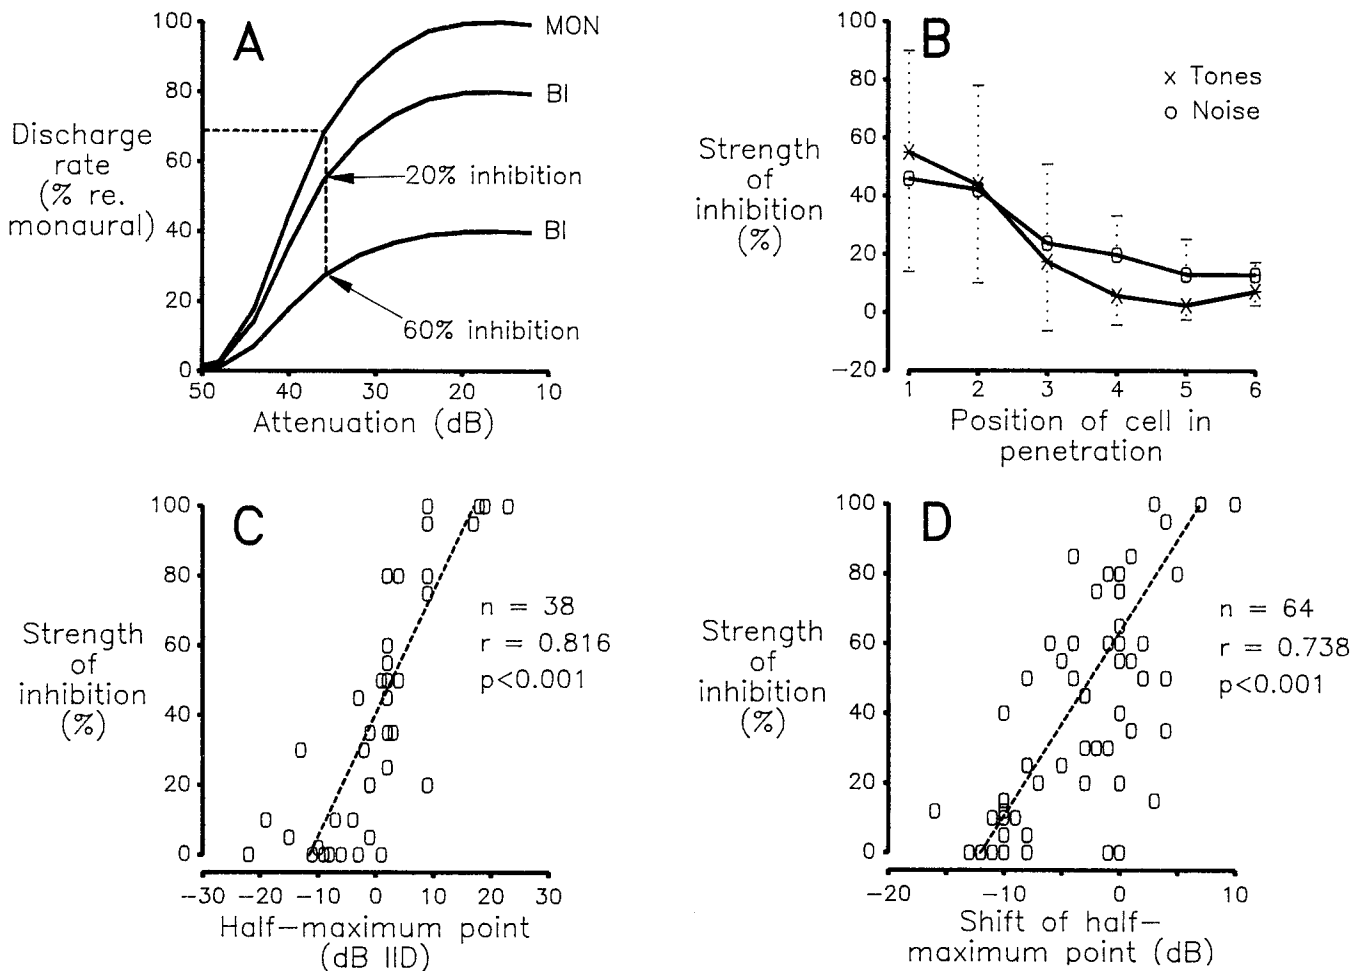 A
100
80
60
40
20
0
Discharge
rate
(% re.
monaural)
MON
BI
20% inhibition
BI
60% inhibition
50 40 30 20 10
Attenuation (dB)
B
100
80
60
40
20
0
−20
Strength
of
inhibition
(%)
x Tones
o Noise
1 2 3 4 5 6
Position of cell in
penetration
C
100
80
60
40
20
0
Strength
of
inhibition
(%)
n = 38
r = 0.816
p<0.001
−30 −20 −10 0 10 20 30
Half−maximum point
(dB IID)
D
100
80
60
40
20
0
Strength
of
inhibition
(%)
n = 64
r = 0.738
p<0.001
−20 −10 0 10
Shift of half−
maximum point (dB)